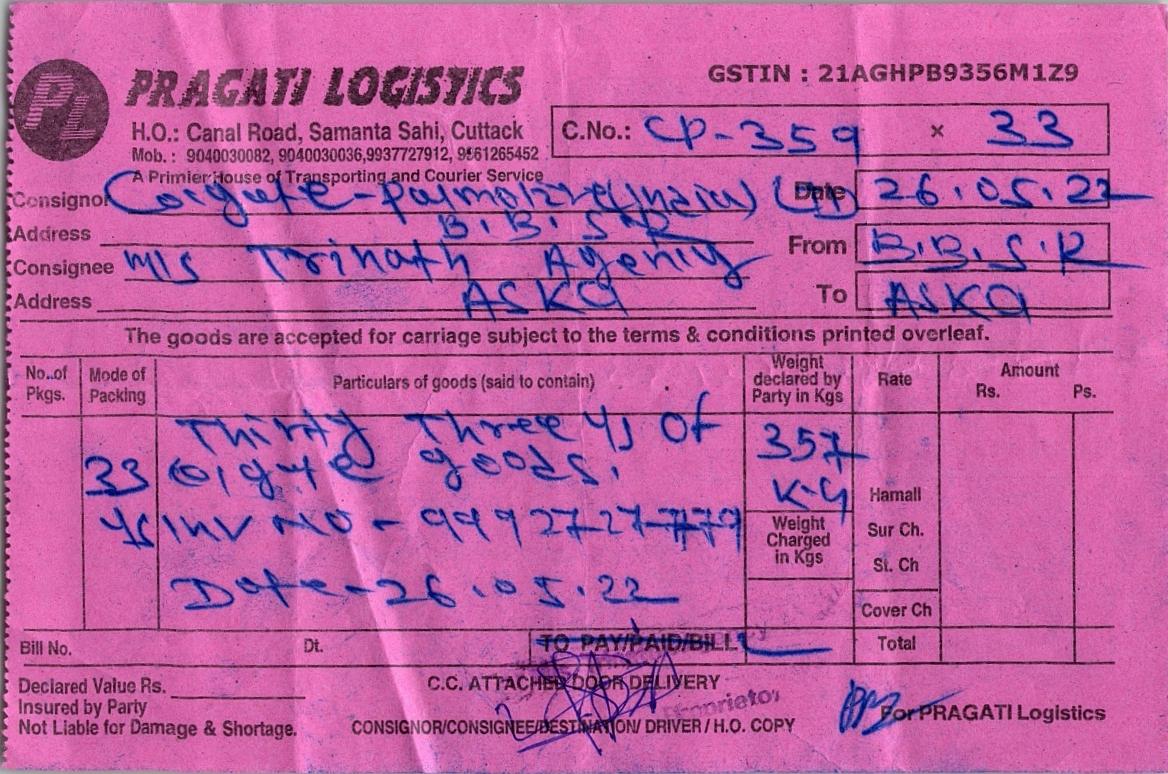 PL PRAGATI LOGISTICS
GSTIN : 21AGHPB9356M1Z9
H.O.: Canal Road, Samanta Sahi, Cuttack
Mob. : 9040030082, 9040030036,9937727912, 9861265452
A Primier House of Transporting and Courier Service
C.No.: CP-359 × 33
Consignor Colgate-Palmolive(India) Ltd
Date 26.05.22
Address B.B.S.R
From B.B.S.R
Consignee M/S Trinath Agency
Address ASKA
To ASKA
The goods are accepted for carriage subject to the terms & conditions printed overleaf.
No. of Pkgs. Mode of Packing Particulars of goods (said to contain) Weight declared by Party in Kgs Rate Amount Rs. Ps.
Thirty Three of
33 goods. 357 K.G
INV NO - Weight Charged in Kgs
Date-26.05.22
Hamall
Sur Ch.
St. Ch
Cover Ch
Bill No. Dt. TO PAY/PAID/BILL Total
Declared Value Rs.
C.C. ATTACHED DOOR DELIVERY
Proprietor
Insured by Party
Not Liable for Damage & Shortage.
CONSIGNOR/CONSIGNEE/DESTINATION/ DRIVER / H.O. COPY
For PRAGATI Logistics